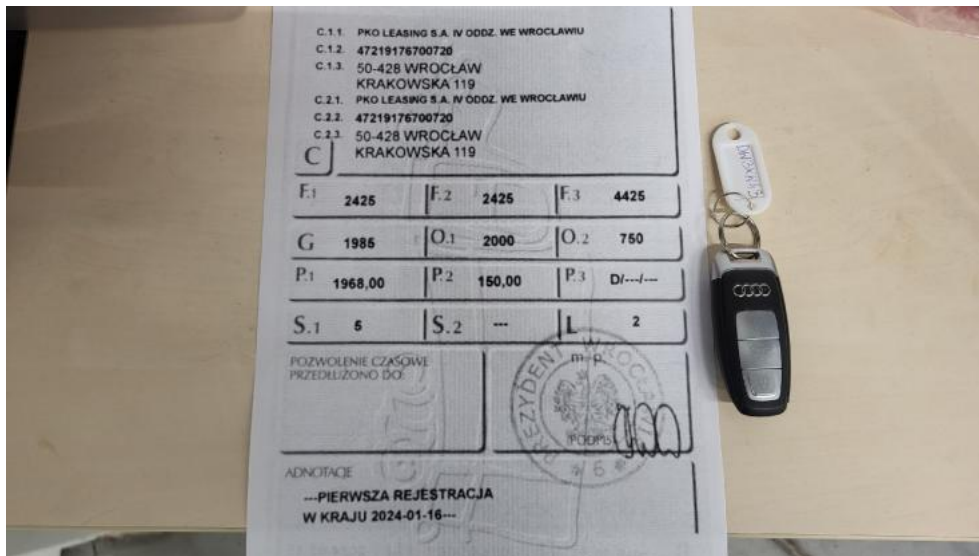 C.1.1. PKO LEASING S.A. IV ODDZ. WE WROCŁAWIU
C.1.2. 47219176700720
C.1.3. 50-428 WROCŁAW
KRAKOWSKA 119
C.2.1. PKO LEASING S.A. IV ODDZ. WE WROCŁAWIU
C.2.2. 47219176700720
C.2.3. 50-428 WROCŁAW
C KRAKOWSKA 119
F.1 2425 F.2 2425 F.3 4425
G 1985 O.1 2000 O.2 750
P.1 1968,00 P.2 150,00 P.3 D/---/---
S.1 5 S.2 --- L 2
POZWOLENIE CZASOWE
PRZEDŁUŻONO DO:
m. p.
PREZYDENT WROCŁAWIA
PODPIS
* 6 *
ADNOTACJE
---PIERWSZA REJESTRACJA
W KRAJU 2024-01-16---